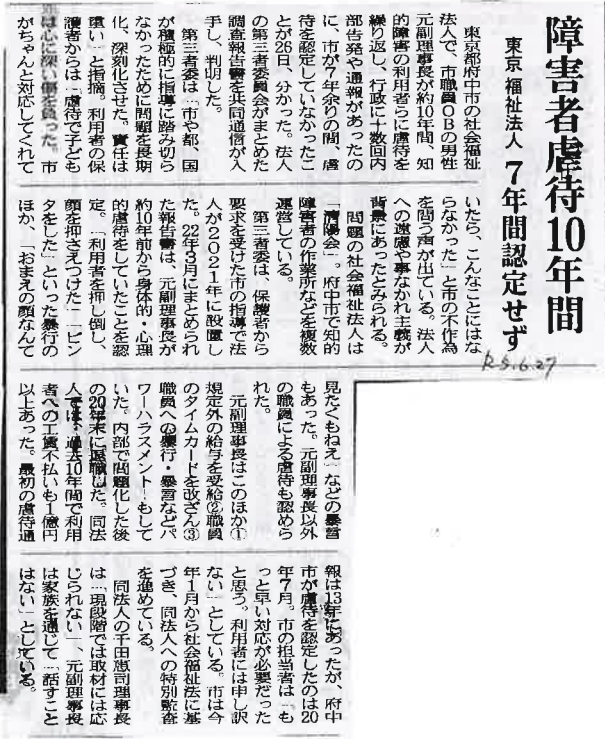 障害者虐待10年間
東京 福祉法人 7年間認定せず
東京都府中市の社会福祉
法人で、市職員OBの男性
元副理事長が約10年間、知
的障害の利用者らに虐待を
繰り返し、行政に十数回内
部告発や通報があったの
に、市が7年余りの間、虐
待を認定していなかったこ
とが26日、分かった。法人
の第三者委員会がまとめた
調査報告書を共同通信が入
手し、判明した。
第三者委は「市や都、国
が積極的に指導に踏み切ら
なかったために問題を長期
化、深刻化させた。責任は
重い」と指摘。利用者の保
護者からは「虐待で子ども
は心に深い傷を負った。市
がちゃんと対応してくれて
いたら、こんなことにはな
らなかった」と市の不作為
を問う声が出ている。法人
への遠慮や事なかれ主義が
背景にあったとみられる。
問題の社会福祉法人は
「清陽会」。府中市で知的
障害者の作業所などを複数
運営している。
第三者委は、保護者から
要求を受けた市の指導で法
人が2021年に設置し
た。22年3月にまとめられ
た報告書は、元副理事長が
約10年前から身体的・心理
的虐待をしていたことを認
定。「利用者を押し倒し、
顔を押さえつけた」「ビン
タをした」といった暴行の
ほか、「おまえの顔なんて
見たくもねえ」などの暴言
もあった。元副理事長以外
の職員による虐待も認めら
れた。
元副理事長はこのほか①
規定外の給与を受給②職員
のタイムカードを改ざん③
職員への暴行・暴言などパ
ワーハラスメント―もして
いた。内部で問題化した後
の20年末に退職した。同法
人では、過去10年間で利用
者への工賃不払いも1億円
以上あった。最初の虐待通
報は13年にあったが、府中
市が虐待を認定したのは20
年7月。市の担当者は「も
っと早い対応が必要だった
と思う。利用者には申し訳
ない」としている。市は今
年1月から社会福祉法に基
づき、同法人への特別監査
を進めている。
同法人の千田恵司理事長
は「現段階では取材には応
じられない」、元副理事長
は家族を通じて「話すこと
はない」としている。
R5.6.27